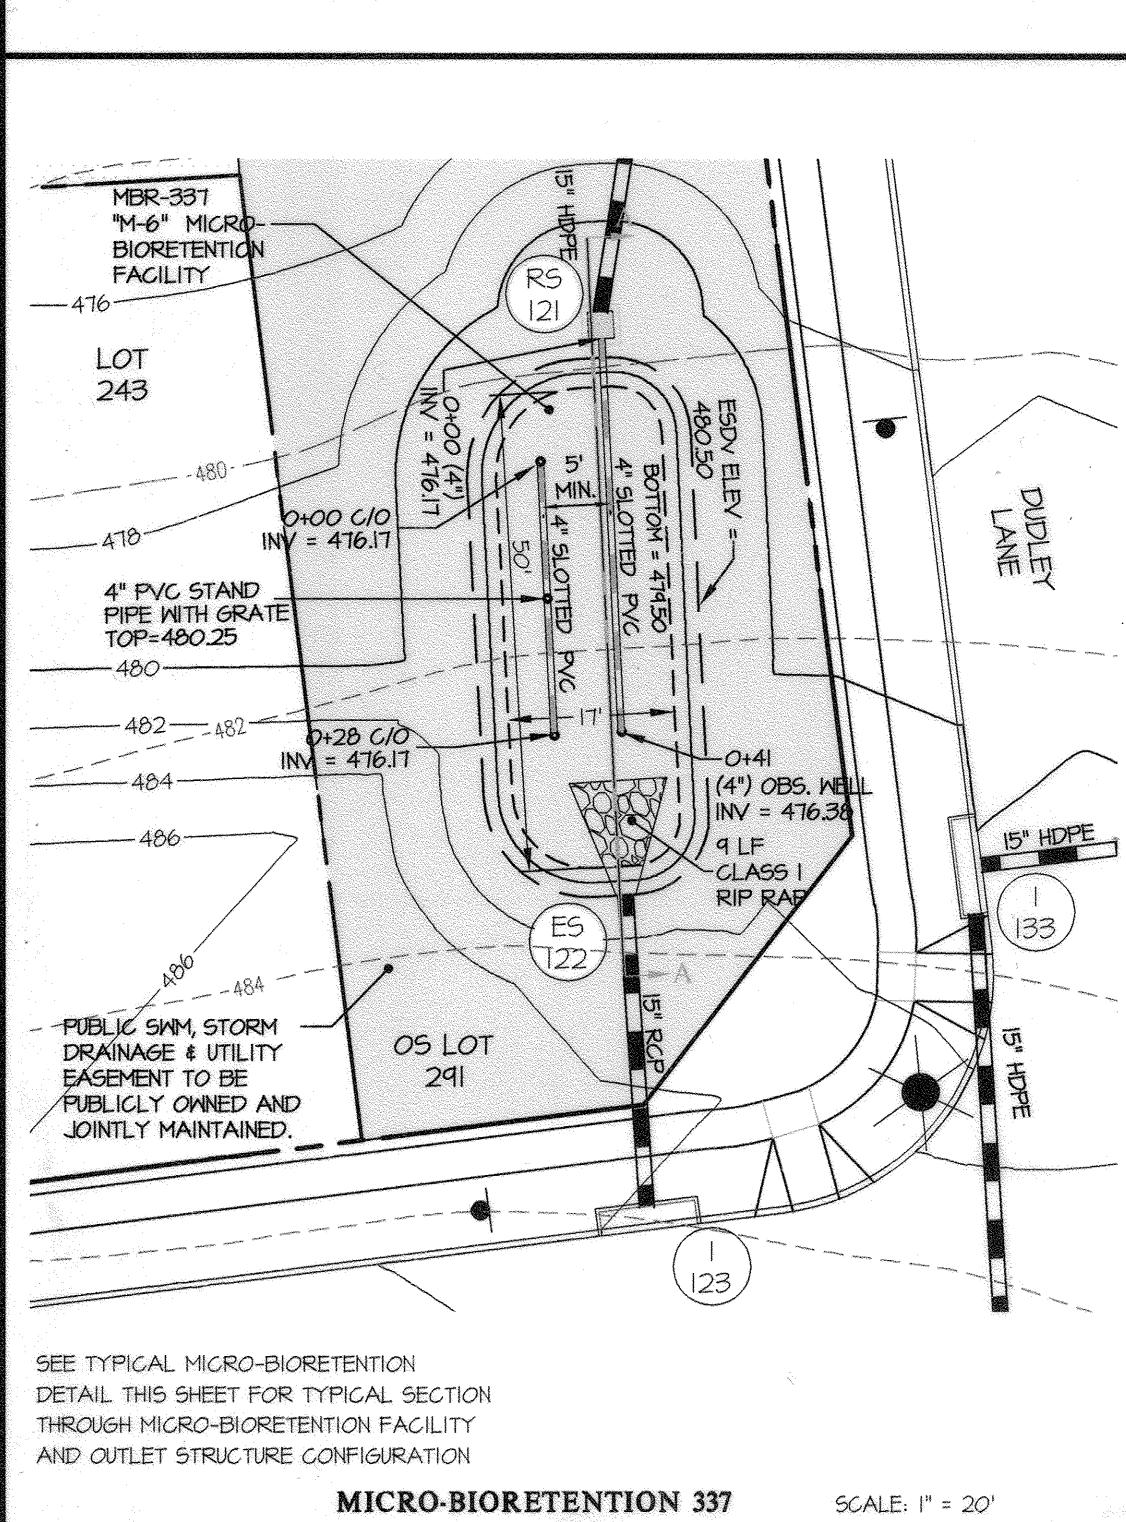 MBR-337
"M-6" MICRO-
BIORETENTION
FACILITY
15" HDPE
RS
121
476
LOT
243
480
478
0+00 (4")
INV = 476.17
0+00 C/O
INV = 476.17
5'
MIN.
4" SLOTTED PVC
4" SLOTTED PVC
BOTTOM = 479.50
ESDV ELEV =
480.50
50'
DUDLEY
LANE
4" PVC STAND
PIPE WITH GRATE
TOP=480.25
480
482
482
17'
0+28 C/O
INV = 476.17
484
0+41
(4") OBS. WELL
INV = 476.38
486
9 LF
CLASS 1
RIP RAP
15" HDPE
I
133
ES
122
486
484
A
15" RCP
PUBLIC SWM, STORM
DRAINAGE & UTILITY
EASEMENT TO BE
PUBLICLY OWNED AND
JOINTLY MAINTAINED.
OS LOT
291
15" HDPE
I
123
SEE TYPICAL MICRO-BIORETENTION
DETAIL THIS SHEET FOR TYPICAL SECTION
THROUGH MICRO-BIORETENTION FACILITY
AND OUTLET STRUCTURE CONFIGURATION
MICRO-BIORETENTION 337
SCALE: 1" = 20'